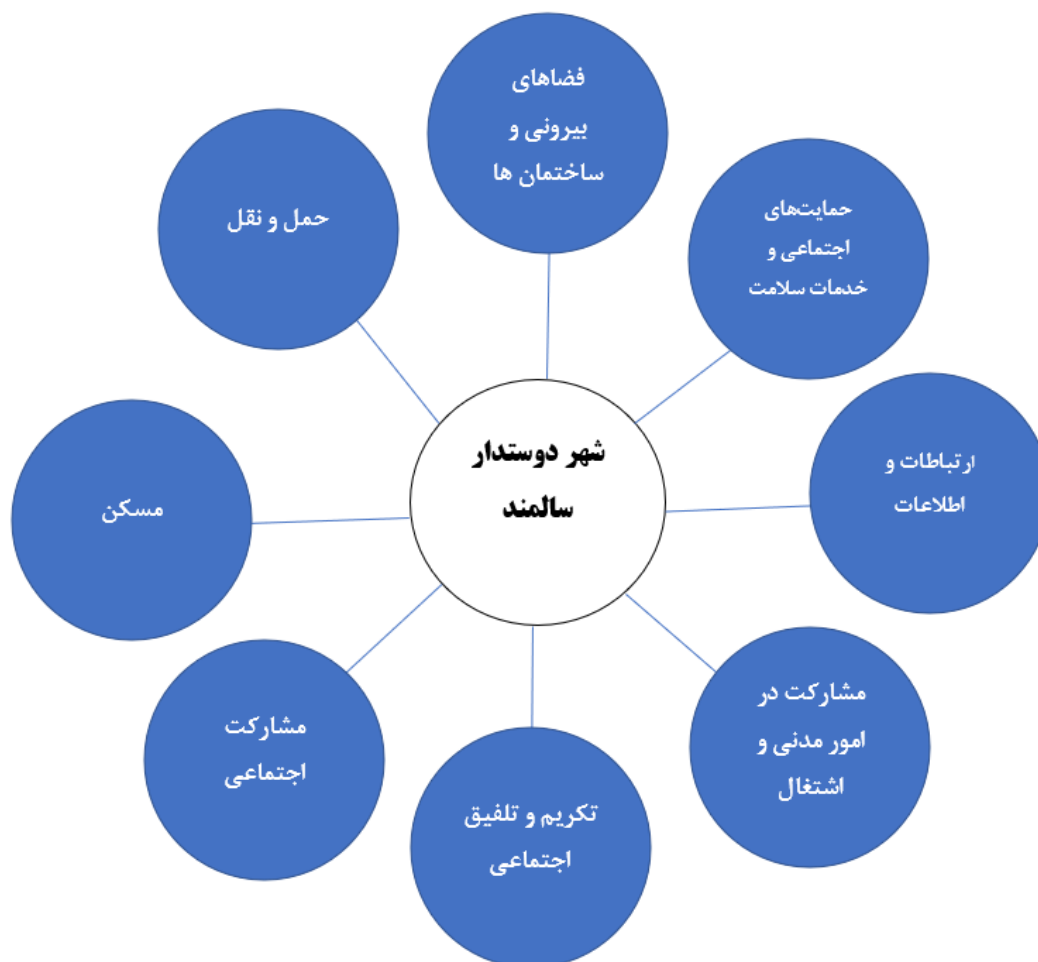 فضاهای
بیرونی و
ساختمان ها
حمایت‌های
اجتماعی و
خدمات سلامت
ارتباطات و
اطلاعات
مشارکت در
امور مدنی و
اشتغال
تکریم و تلفیق
اجتماعی
مشارکت
اجتماعی
مسکن
حمل و نقل
شهر دوستدار
سالمند